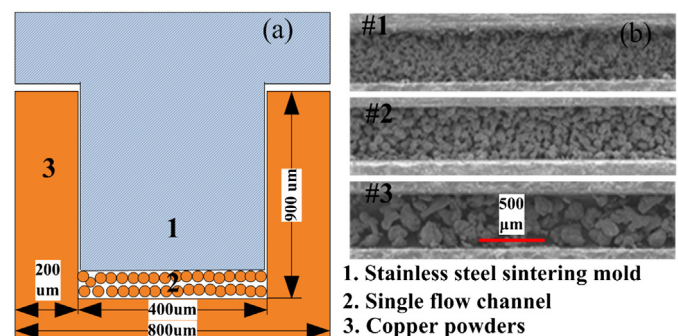 (a)
3
1
2
900 um
200
um
400um
800um
#1
(b)
#2
#3
500
μm
1. Stainless steel sintering mold
2. Single flow channel
3. Copper powders